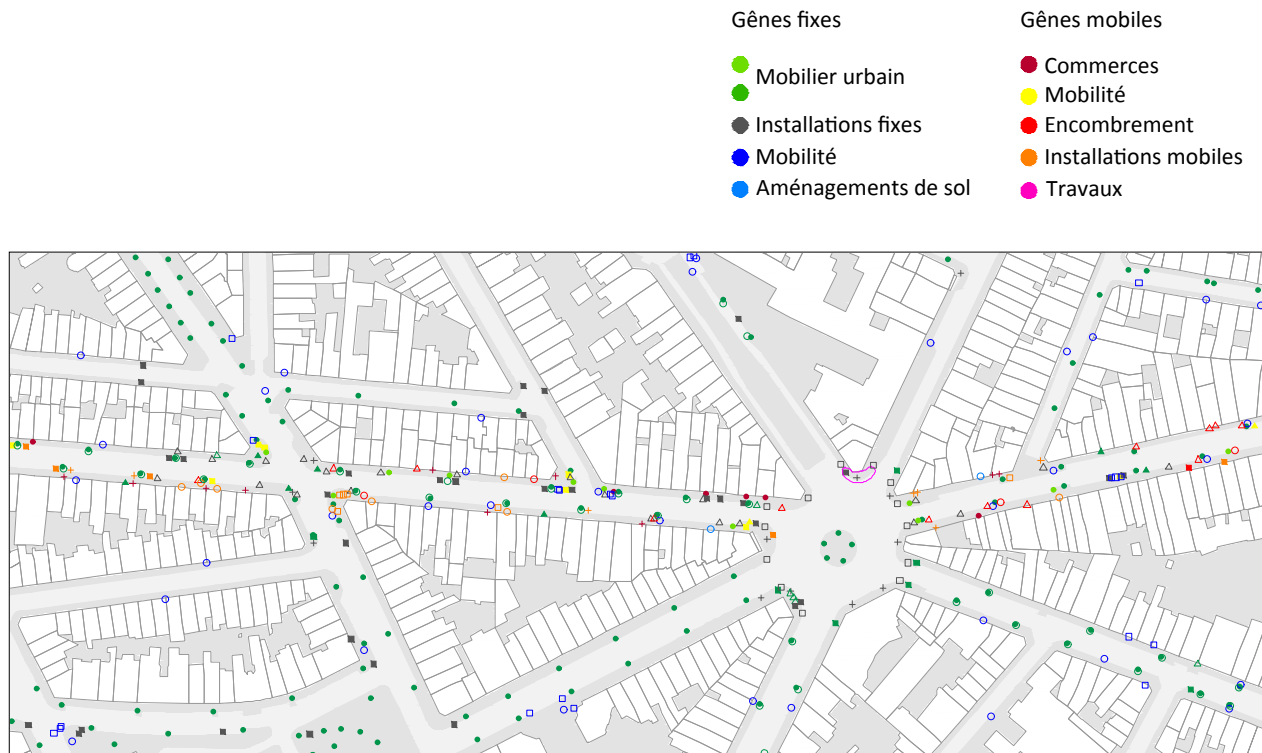 Gênes fixes
Mobilier urbain
Installations fixes
Mobilité
Aménagements de sol
Gênes mobiles
Commerces
Mobilité
Encombrement
Installations mobiles
Travaux